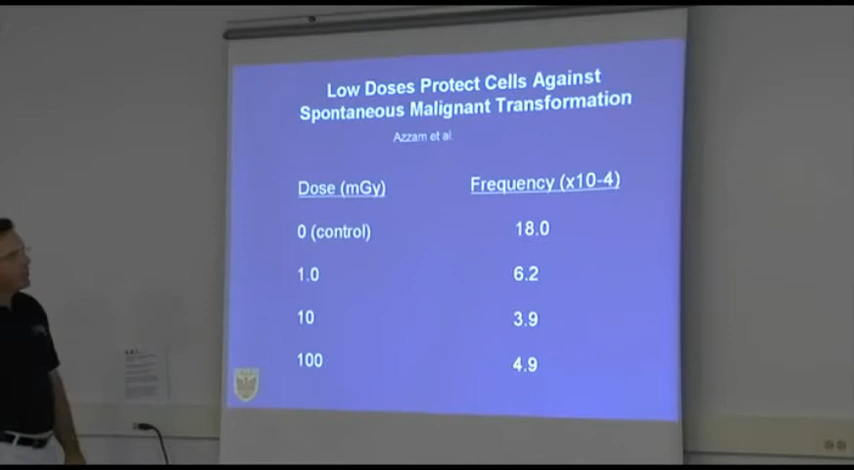 Low Doses Protect Cells Against
Spontaneous Malignant Transformation
Azzam et al.
Dose (mGy) Frequency (x10-4)
0 (control) 18.0
1.0 6.2
10 3.9
100 4.9